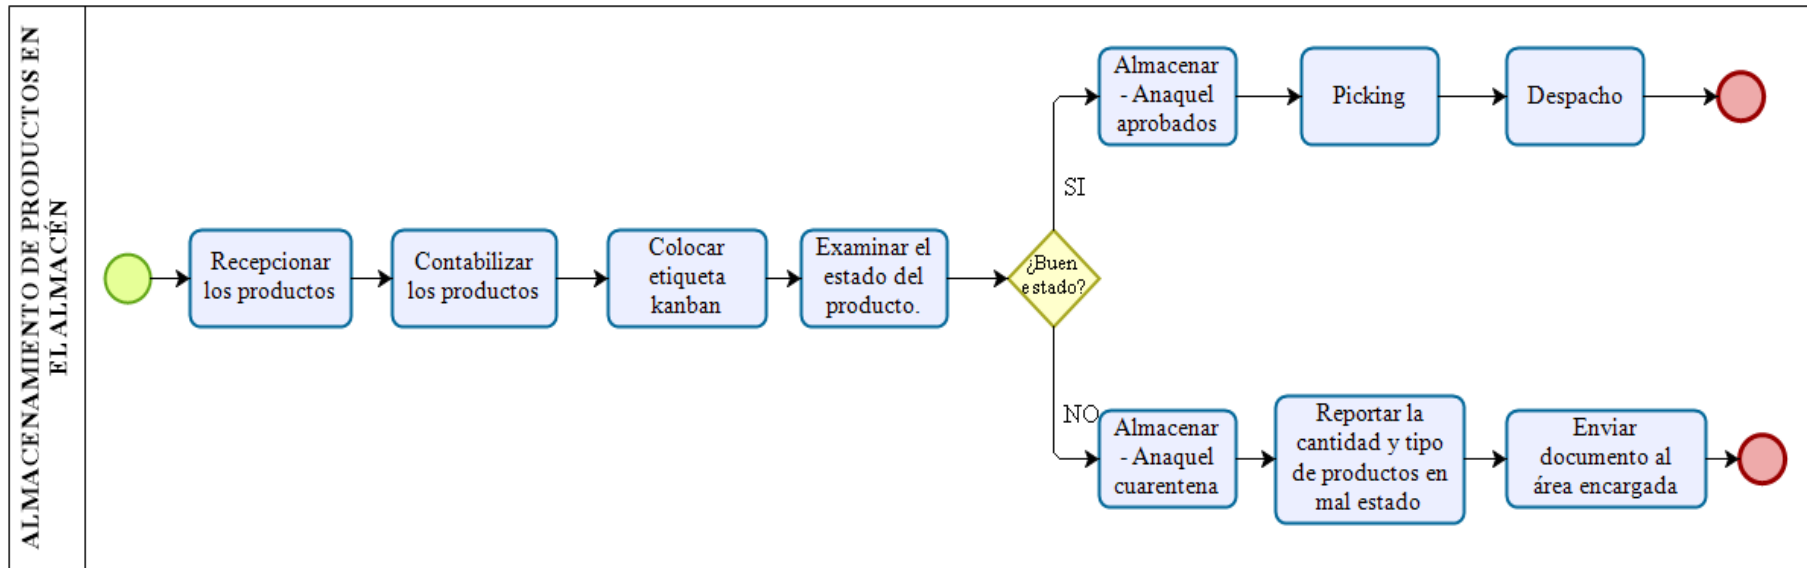 ALMACENAMIENTO DE PRODUCTOS EN
EL ALMACÉN
Recepcionar
los productos
Contabilizar
los productos
Colocar
etiqueta
kanban
Examinar el
estado del
producto.
¿Buen
estado?
SI
Almacenar
- Anaquel
aprobados
Picking
Despacho
NO
Almacenar
- Anaquel
cuarentena
Reportar la
cantidad y tipo
de productos en
mal estado
Enviar
documento al
área encargada